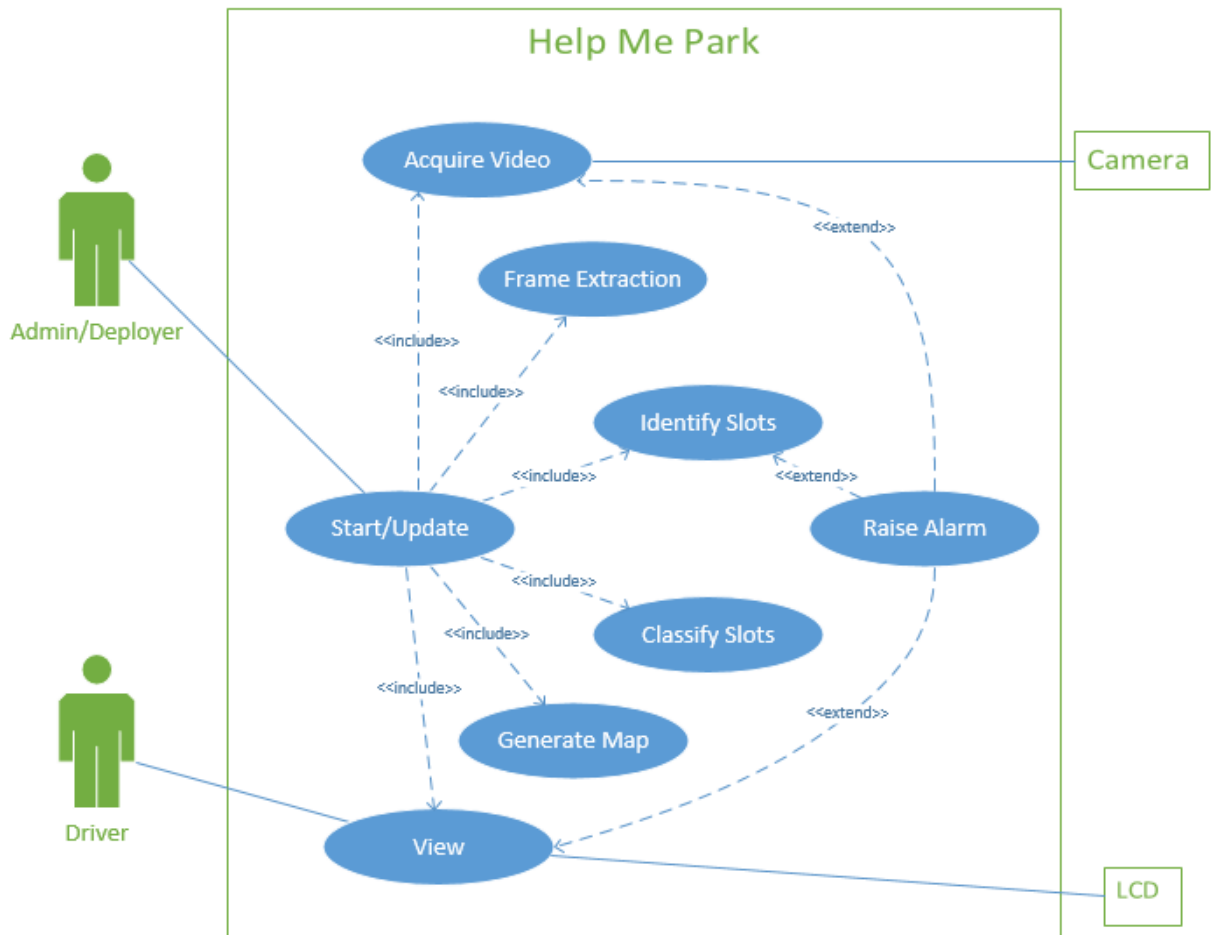 Help Me Park
Acquire Video
Camera
<<extend>>
Frame Extraction
Admin/Deployer
<<include>>
<<include>>
Identify Slots
<<include>>
<<extend>>
Start/Update
Raise Alarm
<<include>>
Classify Slots
<<include>>
<<include>>
<<extend>>
Generate Map
Driver
View
LCD